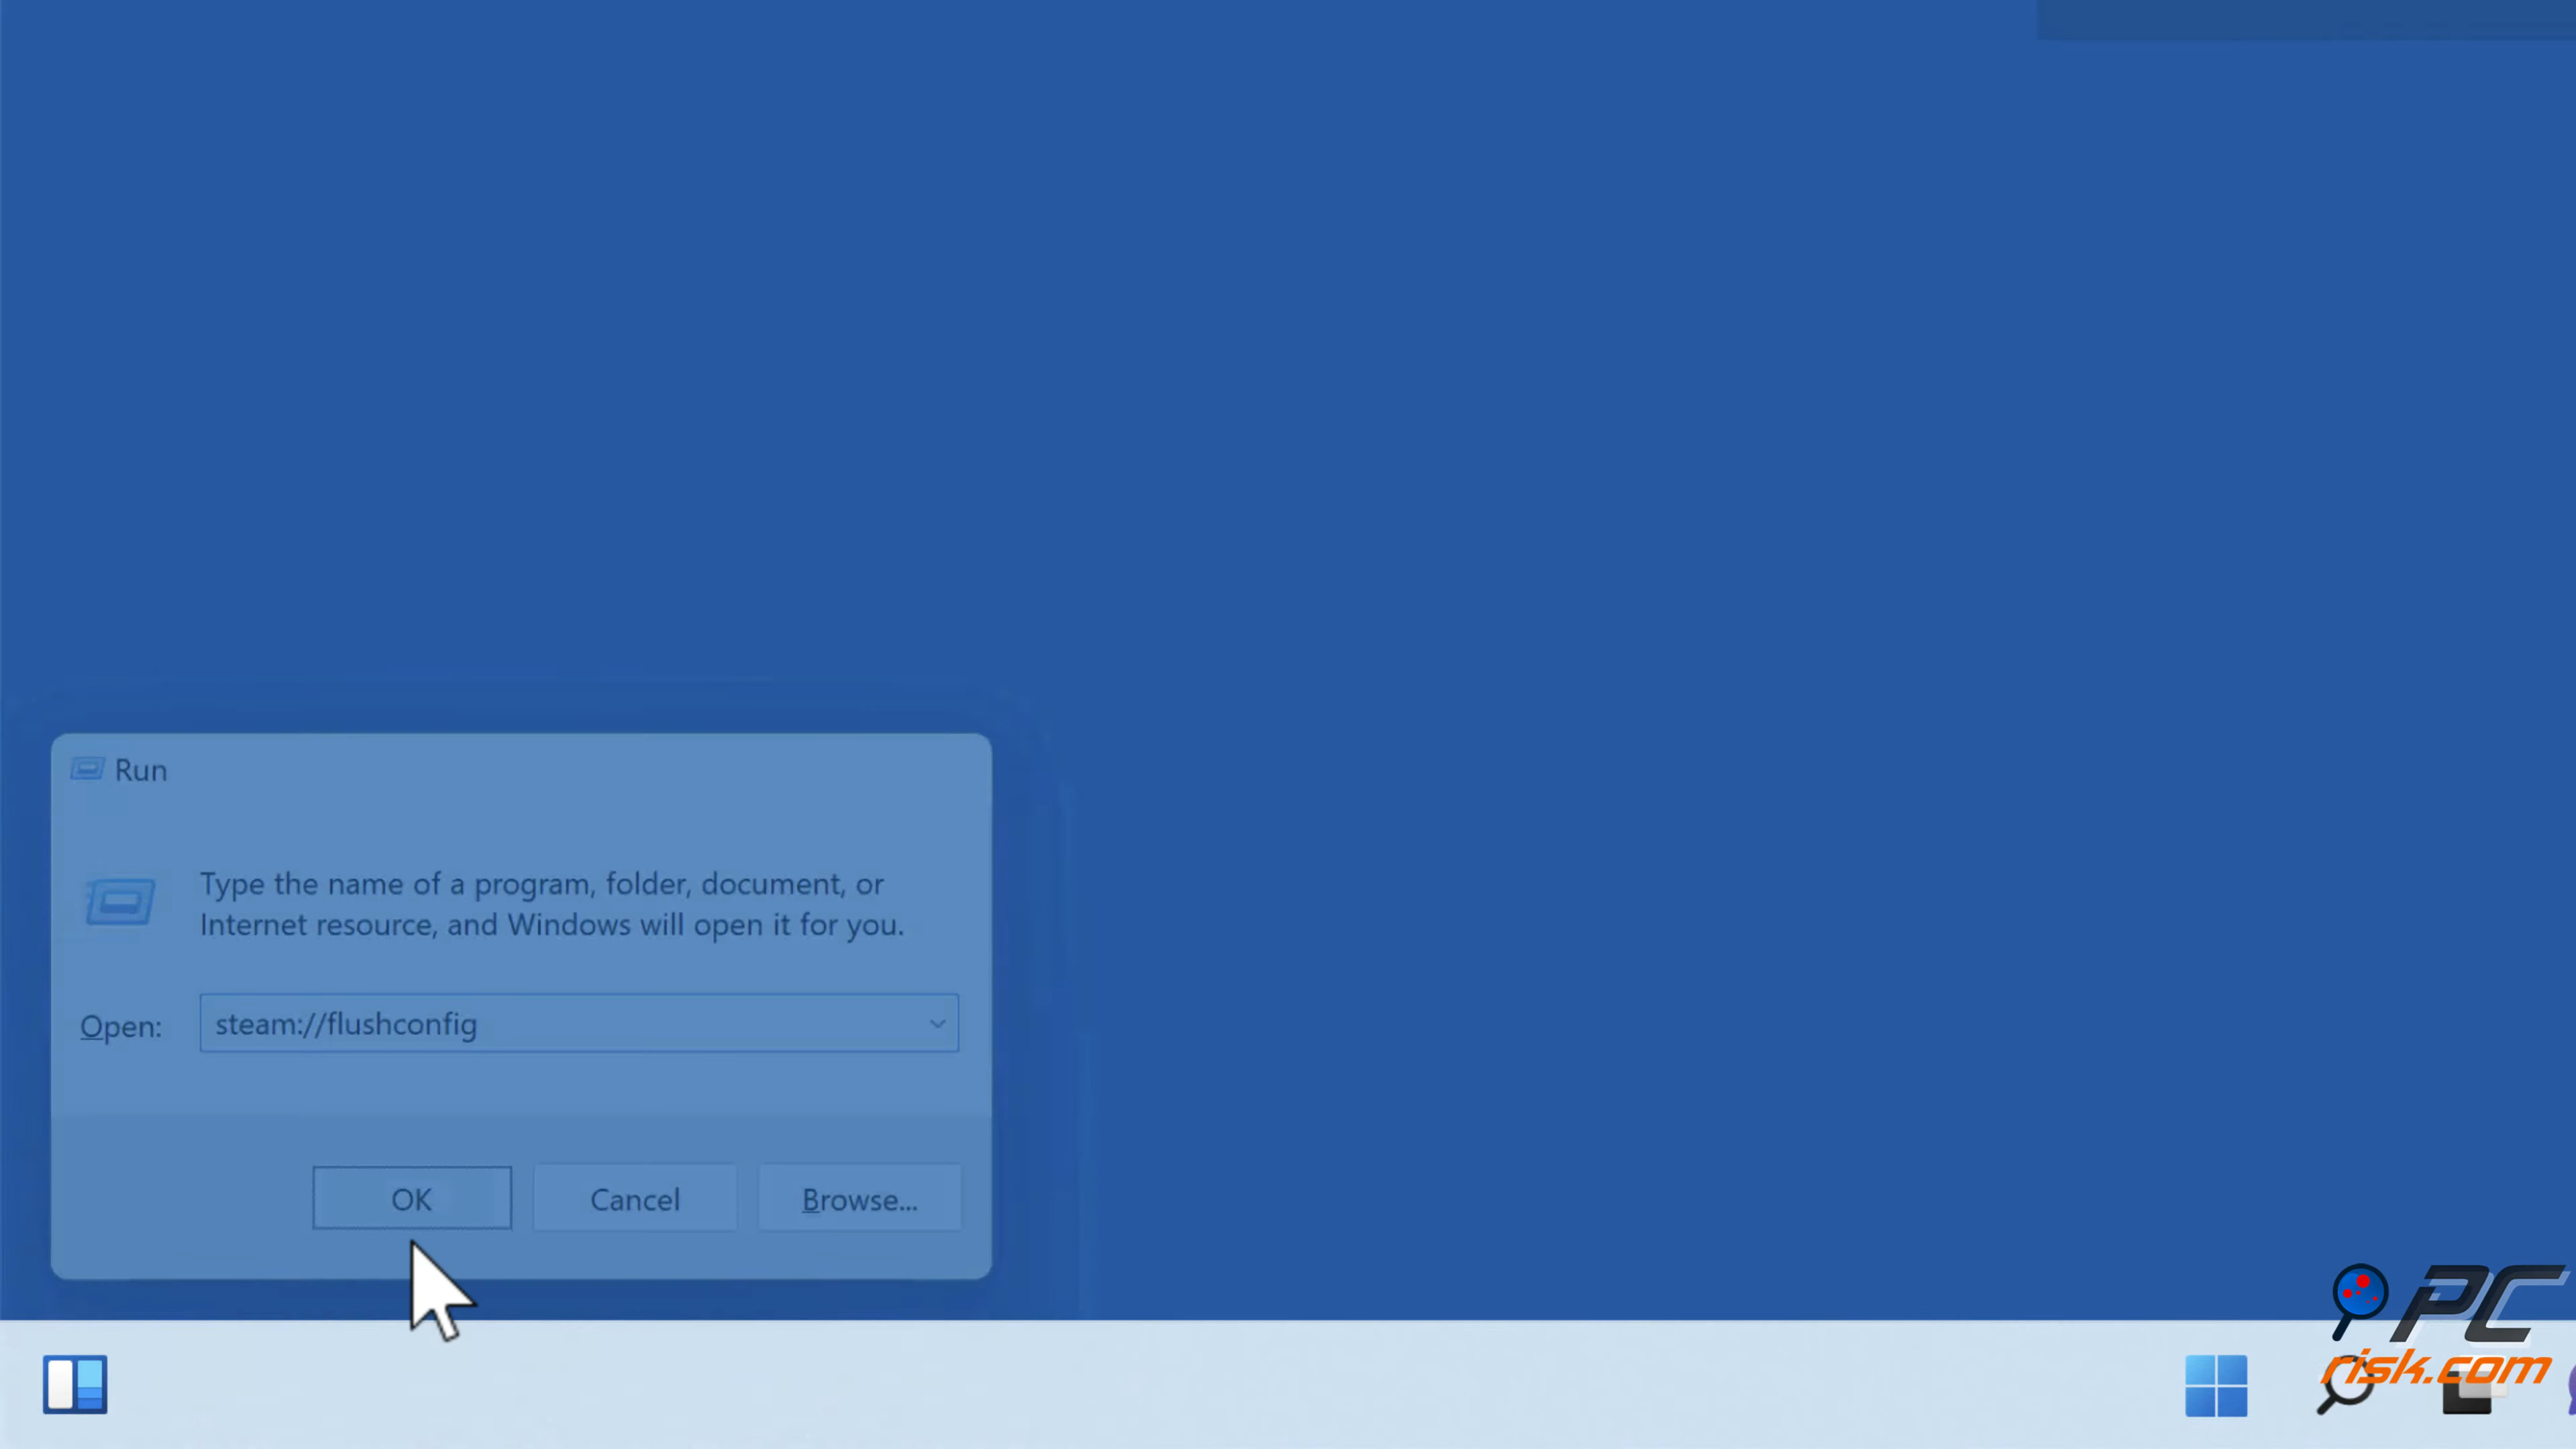 Run
Type the name of a program, folder, document, or
Internet resource, and Windows will open it for you.
Open:
steam://flushconfig
OK
Cancel
Browse...
PC
risk.com